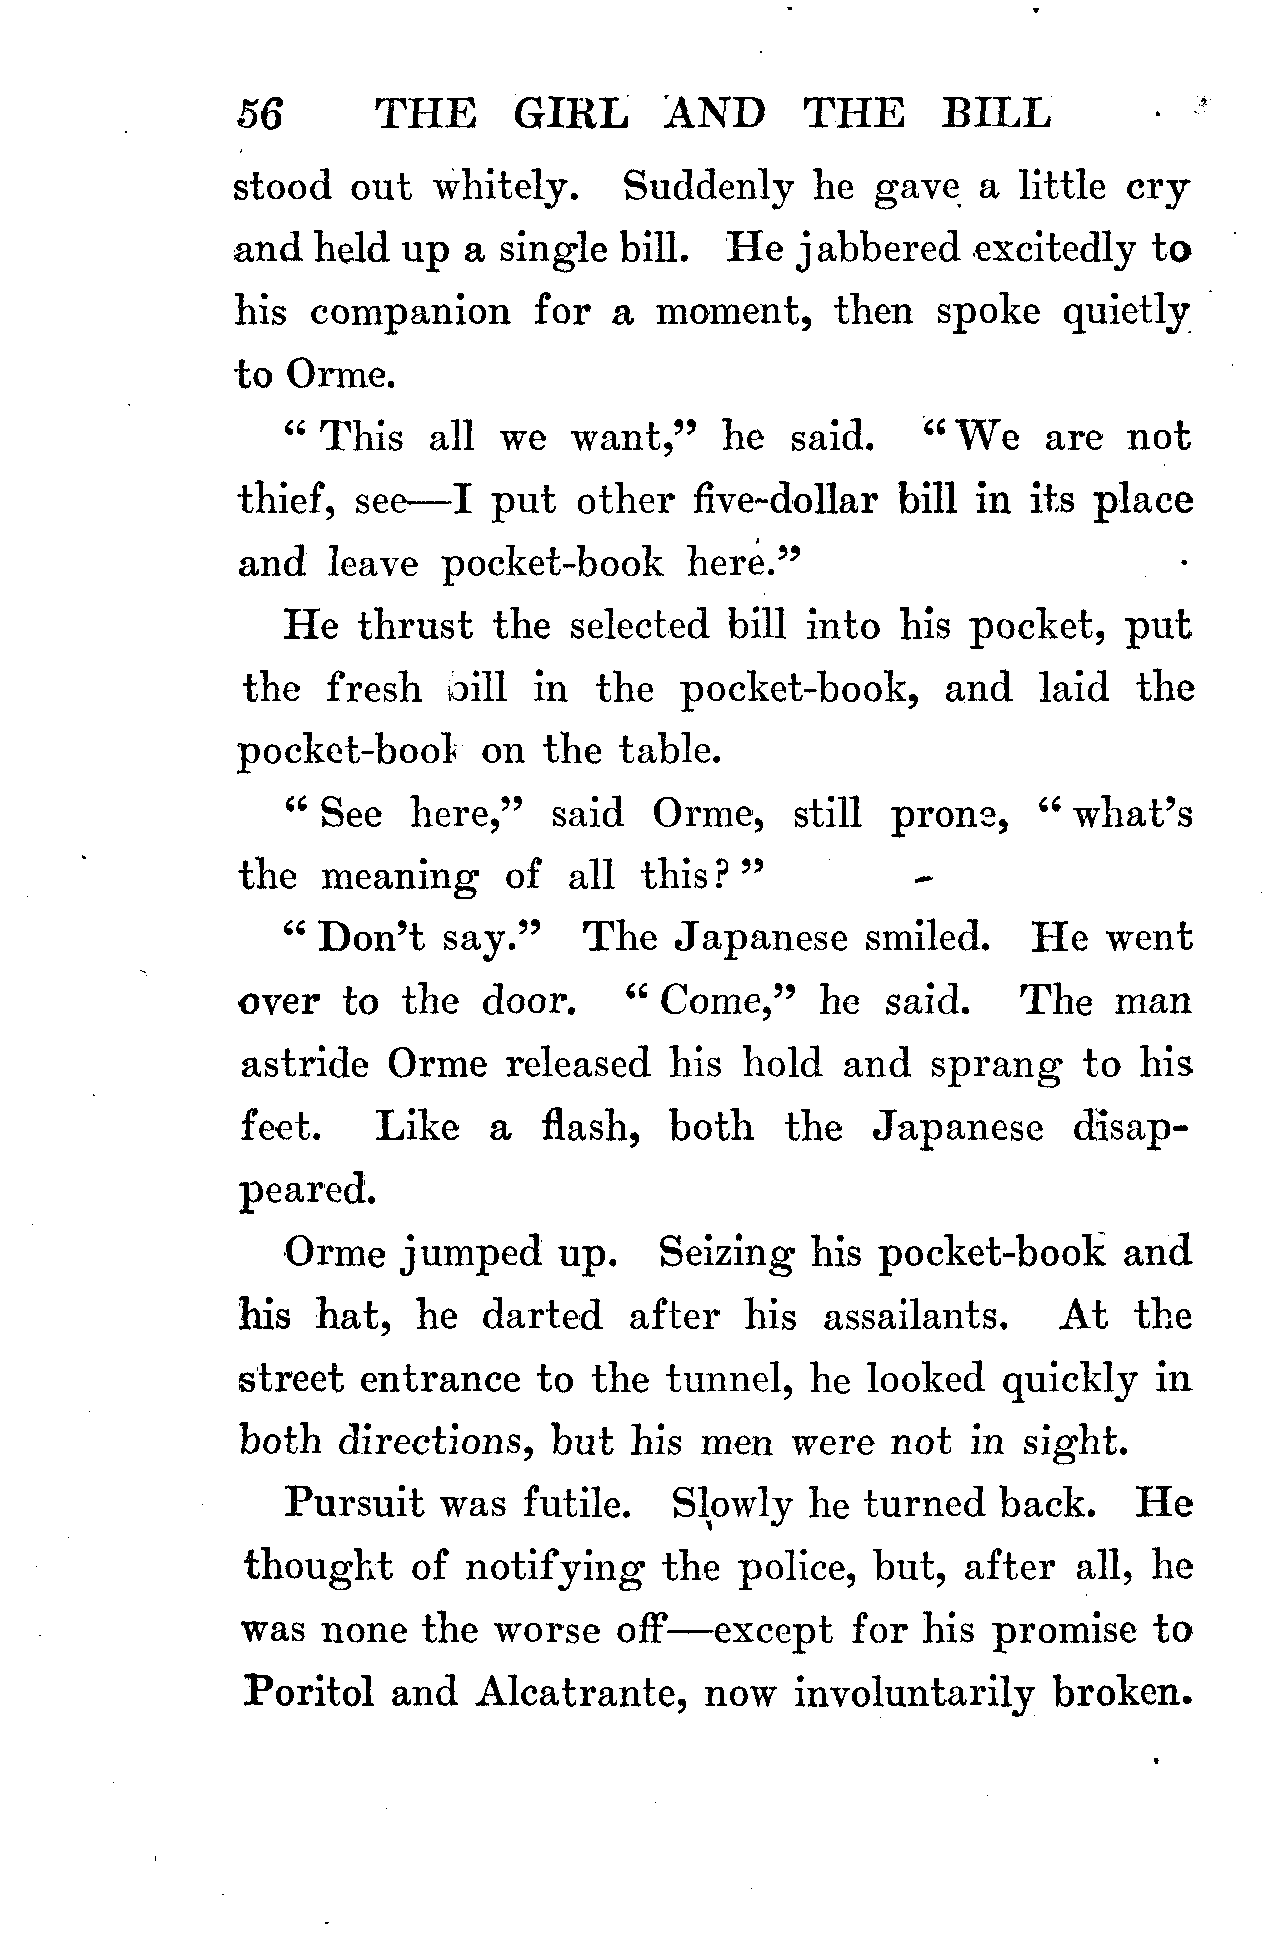 56 THE GIRL AND THE BILL
stood out whitely. Suddenly he gave a little cry
and held up a single bill. He jabbered excitedly to
his companion for a moment, then spoke quietly
to Orme.
“ This all we want,” he said. “ We are not
thief, see—I put other five-dollar bill in its place
and leave pocket-book here.”
He thrust the selected bill into his pocket, put
the fresh bill in the pocket-book, and laid the
pocket-book on the table.
“ See here,” said Orme, still prone, “ what’s
the meaning of all this? ”
“ Don’t say.” The Japanese smiled. He went
over to the door. “ Come,” he said. The man
astride Orme released his hold and sprang to his
feet. Like a flash, both the Japanese disap-
peared.
Orme jumped up. Seizing his pocket-book and
his hat, he darted after his assailants. At the
street entrance to the tunnel, he looked quickly in
both directions, but his men were not in sight.
Pursuit was futile. Slowly he turned back. He
thought of notifying the police, but, after all, he
was none the worse off—except for his promise to
Poritol and Alcatrante, now involuntarily broken.